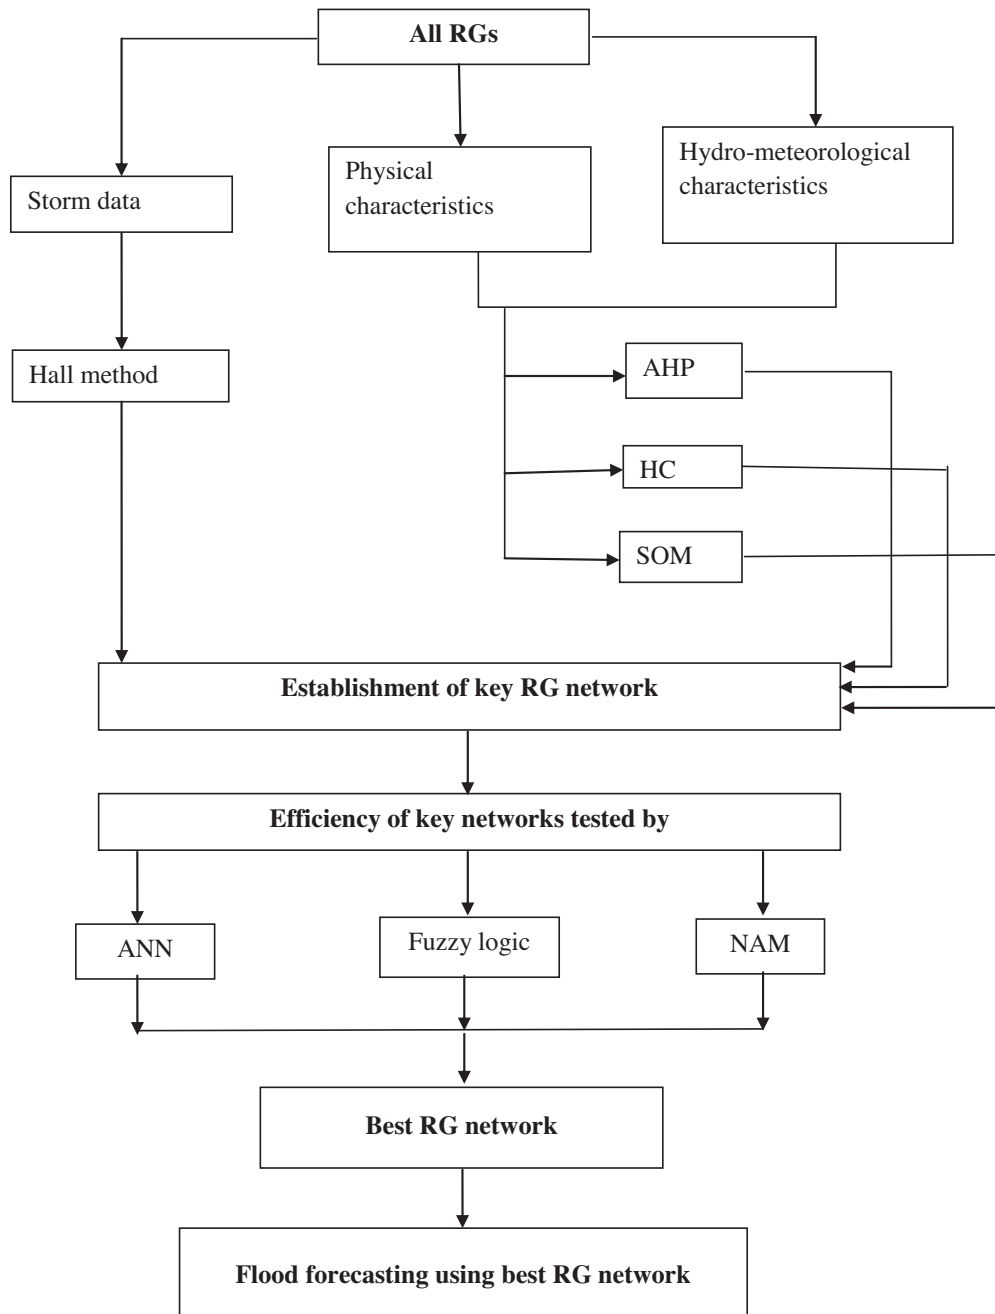 All RGs
Storm data
Physical
characteristics
Hydro-meteorological
characteristics
Hall method
AHP
HC
SOM
Establishment of key RG network
Efficiency of key networks tested by
ANN
Fuzzy logic
NAM
Best RG network
Flood forecasting using best RG network